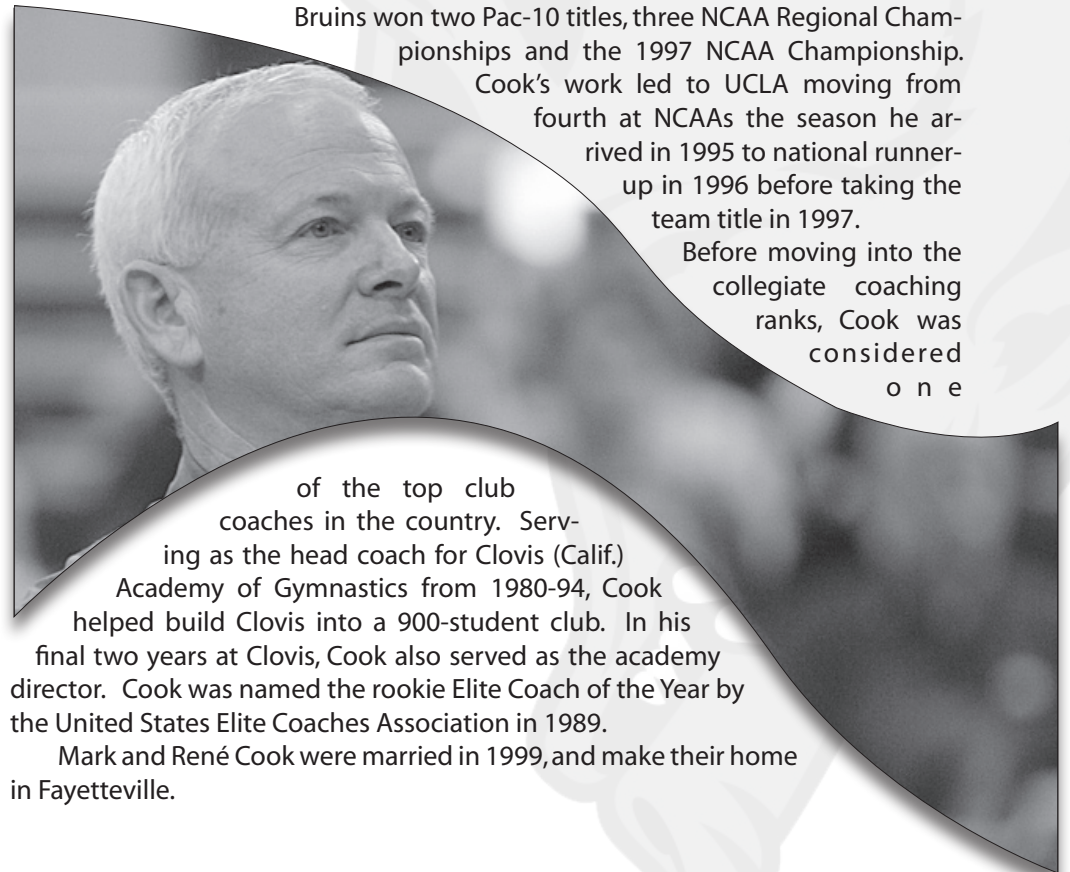 Bruins won two Pac-10 titles, three NCAA Regional Cham-
pionships and the 1997 NCAA Championship.
Cook's work led to UCLA moving from
fourth at NCAAs the season he ar-
rived in 1995 to national runner-
up in 1996 before taking the
team title in 1997.
Before moving into the
collegiate coaching
ranks, Cook was
considered
one
of the top club
coaches in the country. Serv-
ing as the head coach for Clovis (Calif.)
Academy of Gymnastics from 1980-94, Cook
helped build Clovis into a 900-student club. In his
final two years at Clovis, Cook also served as the academy
director. Cook was named the rookie Elite Coach of the Year by
the United States Elite Coaches Association in 1989.
Mark and René Cook were married in 1999, and make their home
in Fayetteville.